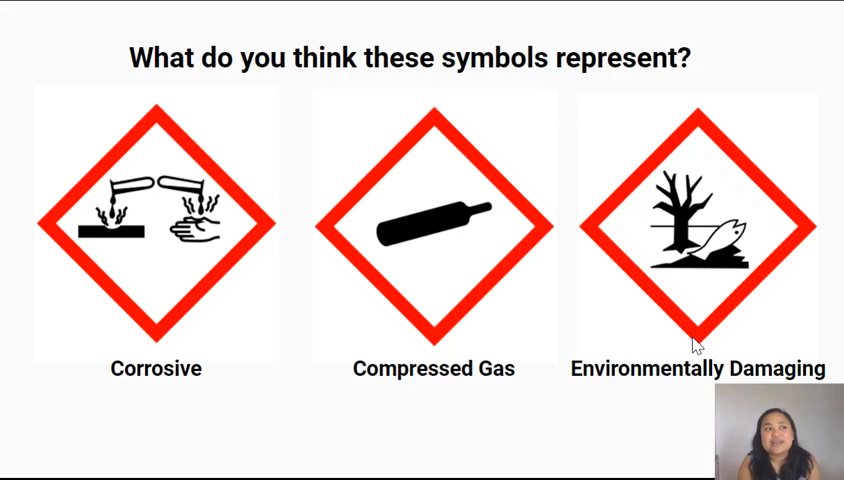 What do you think these symbols represent?
Corrosive
Compressed Gas
Environmentally Damaging